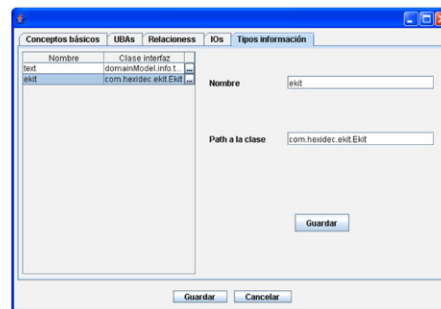 Conceptos básicos UBAs Relacioness IOs Tipos información
Nombre Clase interfaz
text domainModel.info.t... ...
ekit com.hexidec.ekit.Ekit ...
Nombre ekit
Path a la clase com.hexidec.ekit.Ekit
Guardar
Guardar Cancelar